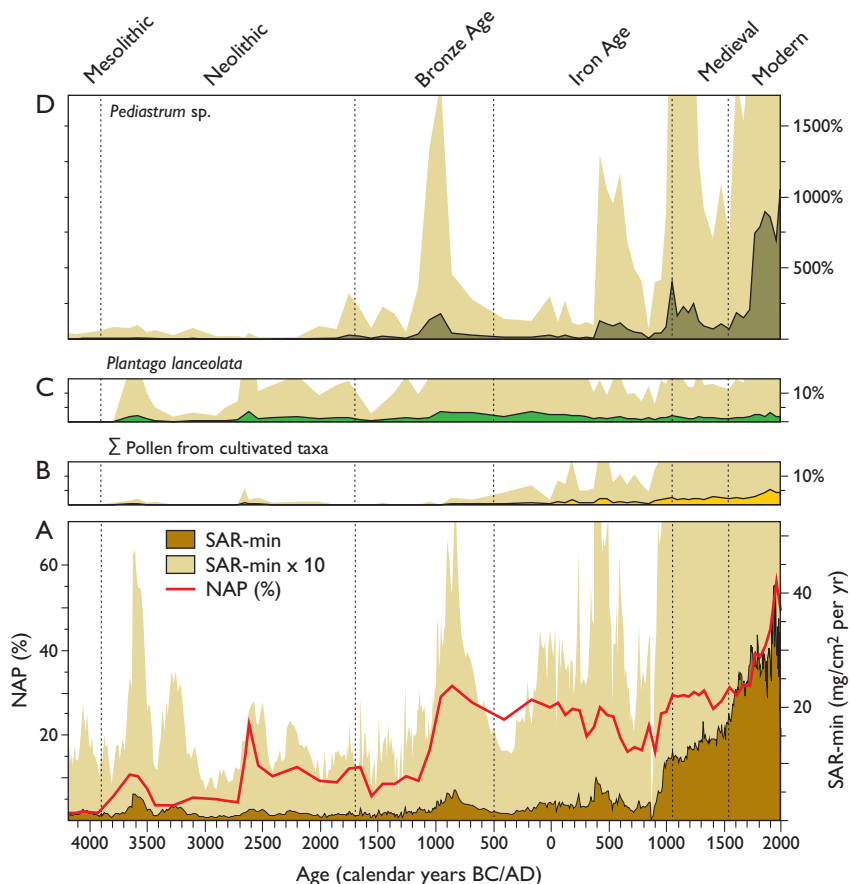 Mesolithic
Neolithic
Bronze Age
Iron Age
Medieval
Modern
D
Pediastrum sp.
1500%
1000%
500%
Plantago lanceolata
C
10%
∑ Pollen from cultivated taxa
B
10%
A
SAR-min
SAR-min x 10
NAP (%)
60
40
20
NAP (%)
40
20
0
SAR-min (mg/cm2 per yr)
4000 3500 3000 2500 2000 1500 1000 500 0 500 1000 1500 2000
Age (calendar years BC/AD)